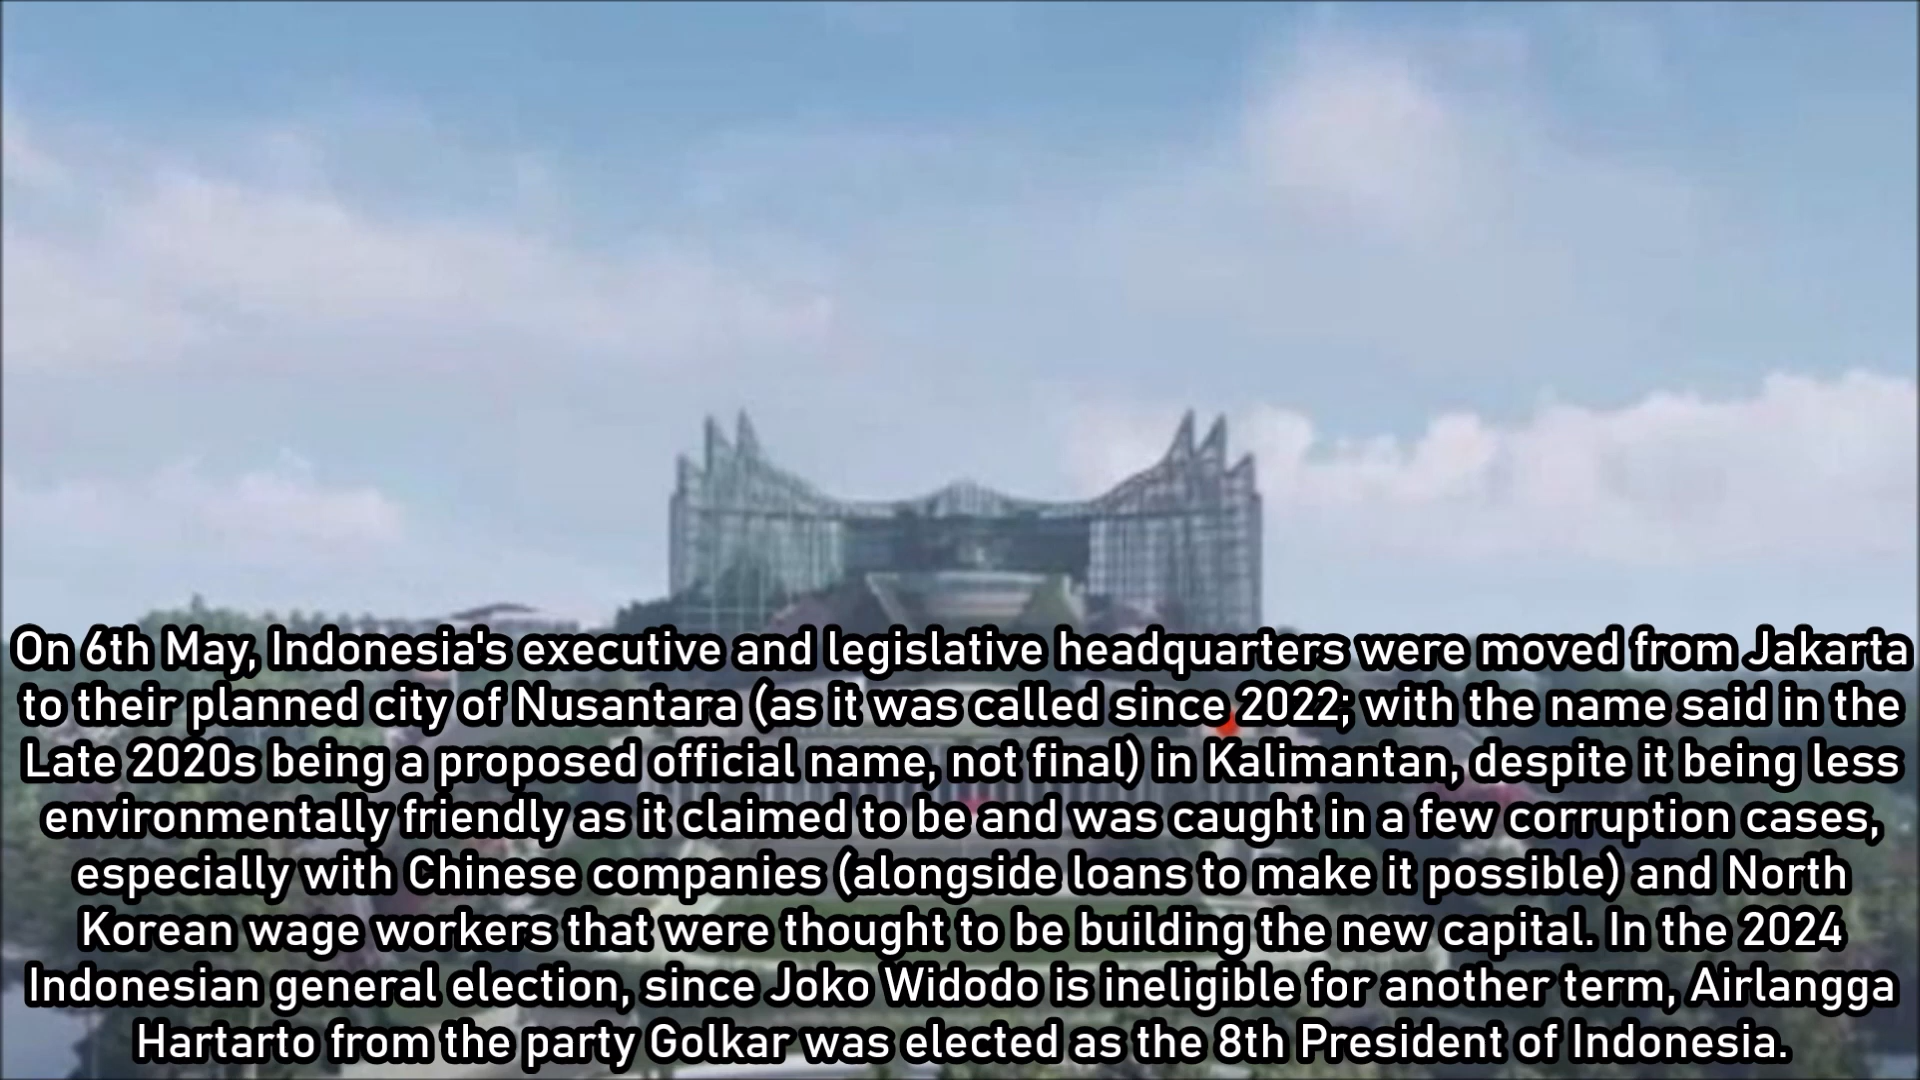 On 6th May, Indonesia's executive and legislative headquarters were moved from Jakarta
to their planned city of Nusantara (as it was called since 2022; with the name said in the
Late 2020s being a proposed official name, not final) in Kalimantan, despite it being less
environmentally friendly as it claimed to be and was caught in a few corruption cases,
especially with Chinese companies (alongside loans to make it possible) and North
Korean wage workers that were thought to be building the new capital. In the 2024
Indonesian general election, since Joko Widodo is ineligible for another term, Airlangga
Hartarto from the party Golkar was elected as the 8th President of Indonesia.